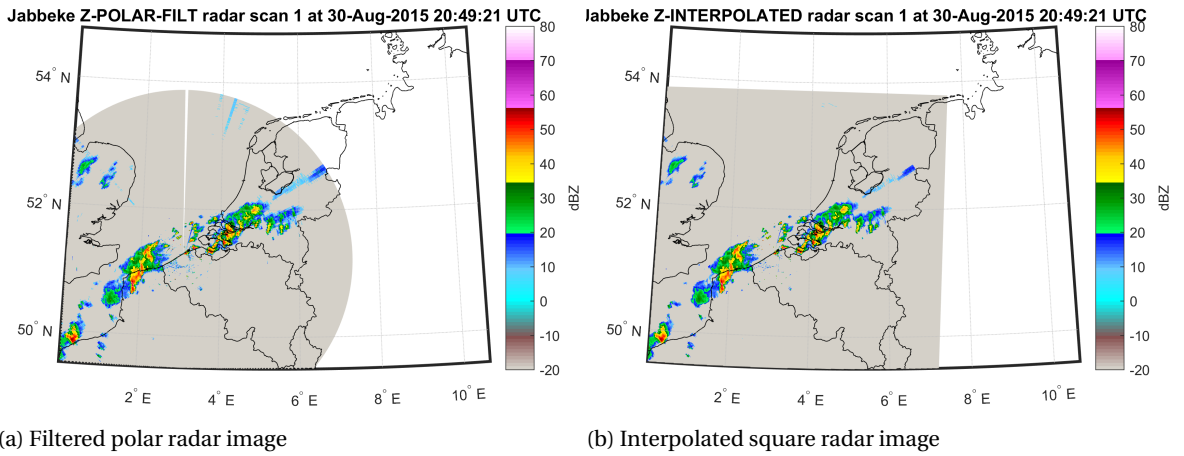 Jabbeke Z-POLAR-FILT radar scan 1 at 30-Aug-2015 20:49:21 UTC
54° N
52° N
50° N
2° E
4° E
6° E
8° E
10° E
80
70
60
50
40
30
20
10
0
-10
-20
dBZ
(a) Filtered polar radar image
Jabbeke Z-INTERPOLATED radar scan 1 at 30-Aug-2015 20:49:21 UTC
54° N
52° N
50° N
2° E
4° E
6° E
8° E
10° E
80
70
60
50
40
30
20
10
0
-10
-20
dBZ
(b) Interpolated square radar image